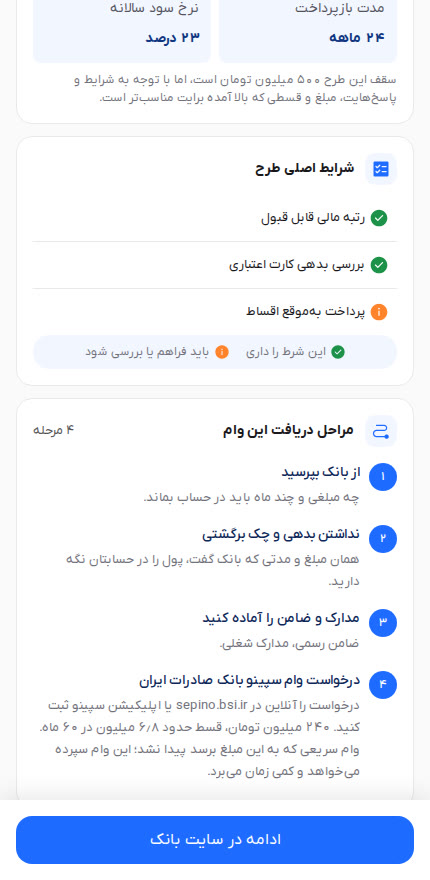 مدت بازپرداخت
نرخ سود سالانه
۲۴ ماهه
۲۳ درصد
سقف این طرح ۵۰۰ میلیون تومان است، اما با توجه به شرایط و
پاسخ‌هایت، مبلغ و قسطی که بالا آمده برایت مناسب‌تر است.
شرایط اصلی طرح
رتبه مالی قابل قبول
بررسی بدهی کارت اعتباری
پرداخت به‌موقع اقساط
این شرط را داری
باید فراهم یا بررسی شود
مراحل دریافت این وام
۴ مرحله
۱
از بانک بپرسید
چه مبلغی و چند ماه باید در حساب بماند.
۲
نداشتن بدهی و چک برگشتی
همان مبلغ و مدتی که بانک گفت، پول را در حسابتان نگه
دارید.
۳
مدارک و ضامن را آماده کنید
ضامن رسمی، مدارک شغلی.
۴
درخواست وام سپینو بانک صادرات ایران
درخواست را آنلاین در sepino.bsi.ir یا اپلیکیشن سپینو ثبت
کنید. ۲۴۰ میلیون تومان، قسط حدود ۶٫۸ میلیون در ۶۰ ماه.
وام سریعی که به این مبلغ برسد پیدا نشد؛ این وام سپرده
می‌خواهد و کمی زمان می‌برد.
ادامه در سایت بانک